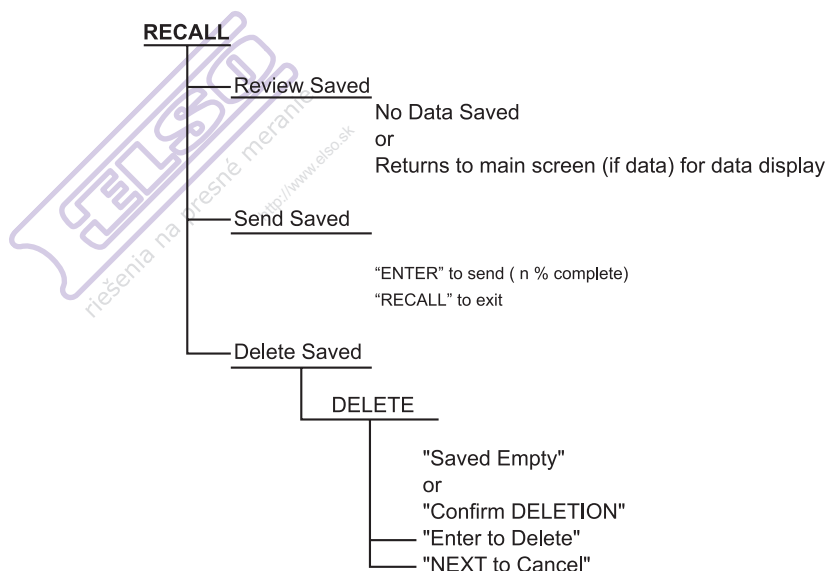 RECALL
Review Saved
No Data Saved
or
Returns to main screen (if data) for data display
Send Saved
“ENTER” to send ( n % complete)
“RECALL” to exit
Delete Saved
DELETE
"Saved Empty"
or
"Confirm DELETION"
"Enter to Delete"
"NEXT to Cancel"
ELSO
riešenia na presné meranie
http://www.elso.sk